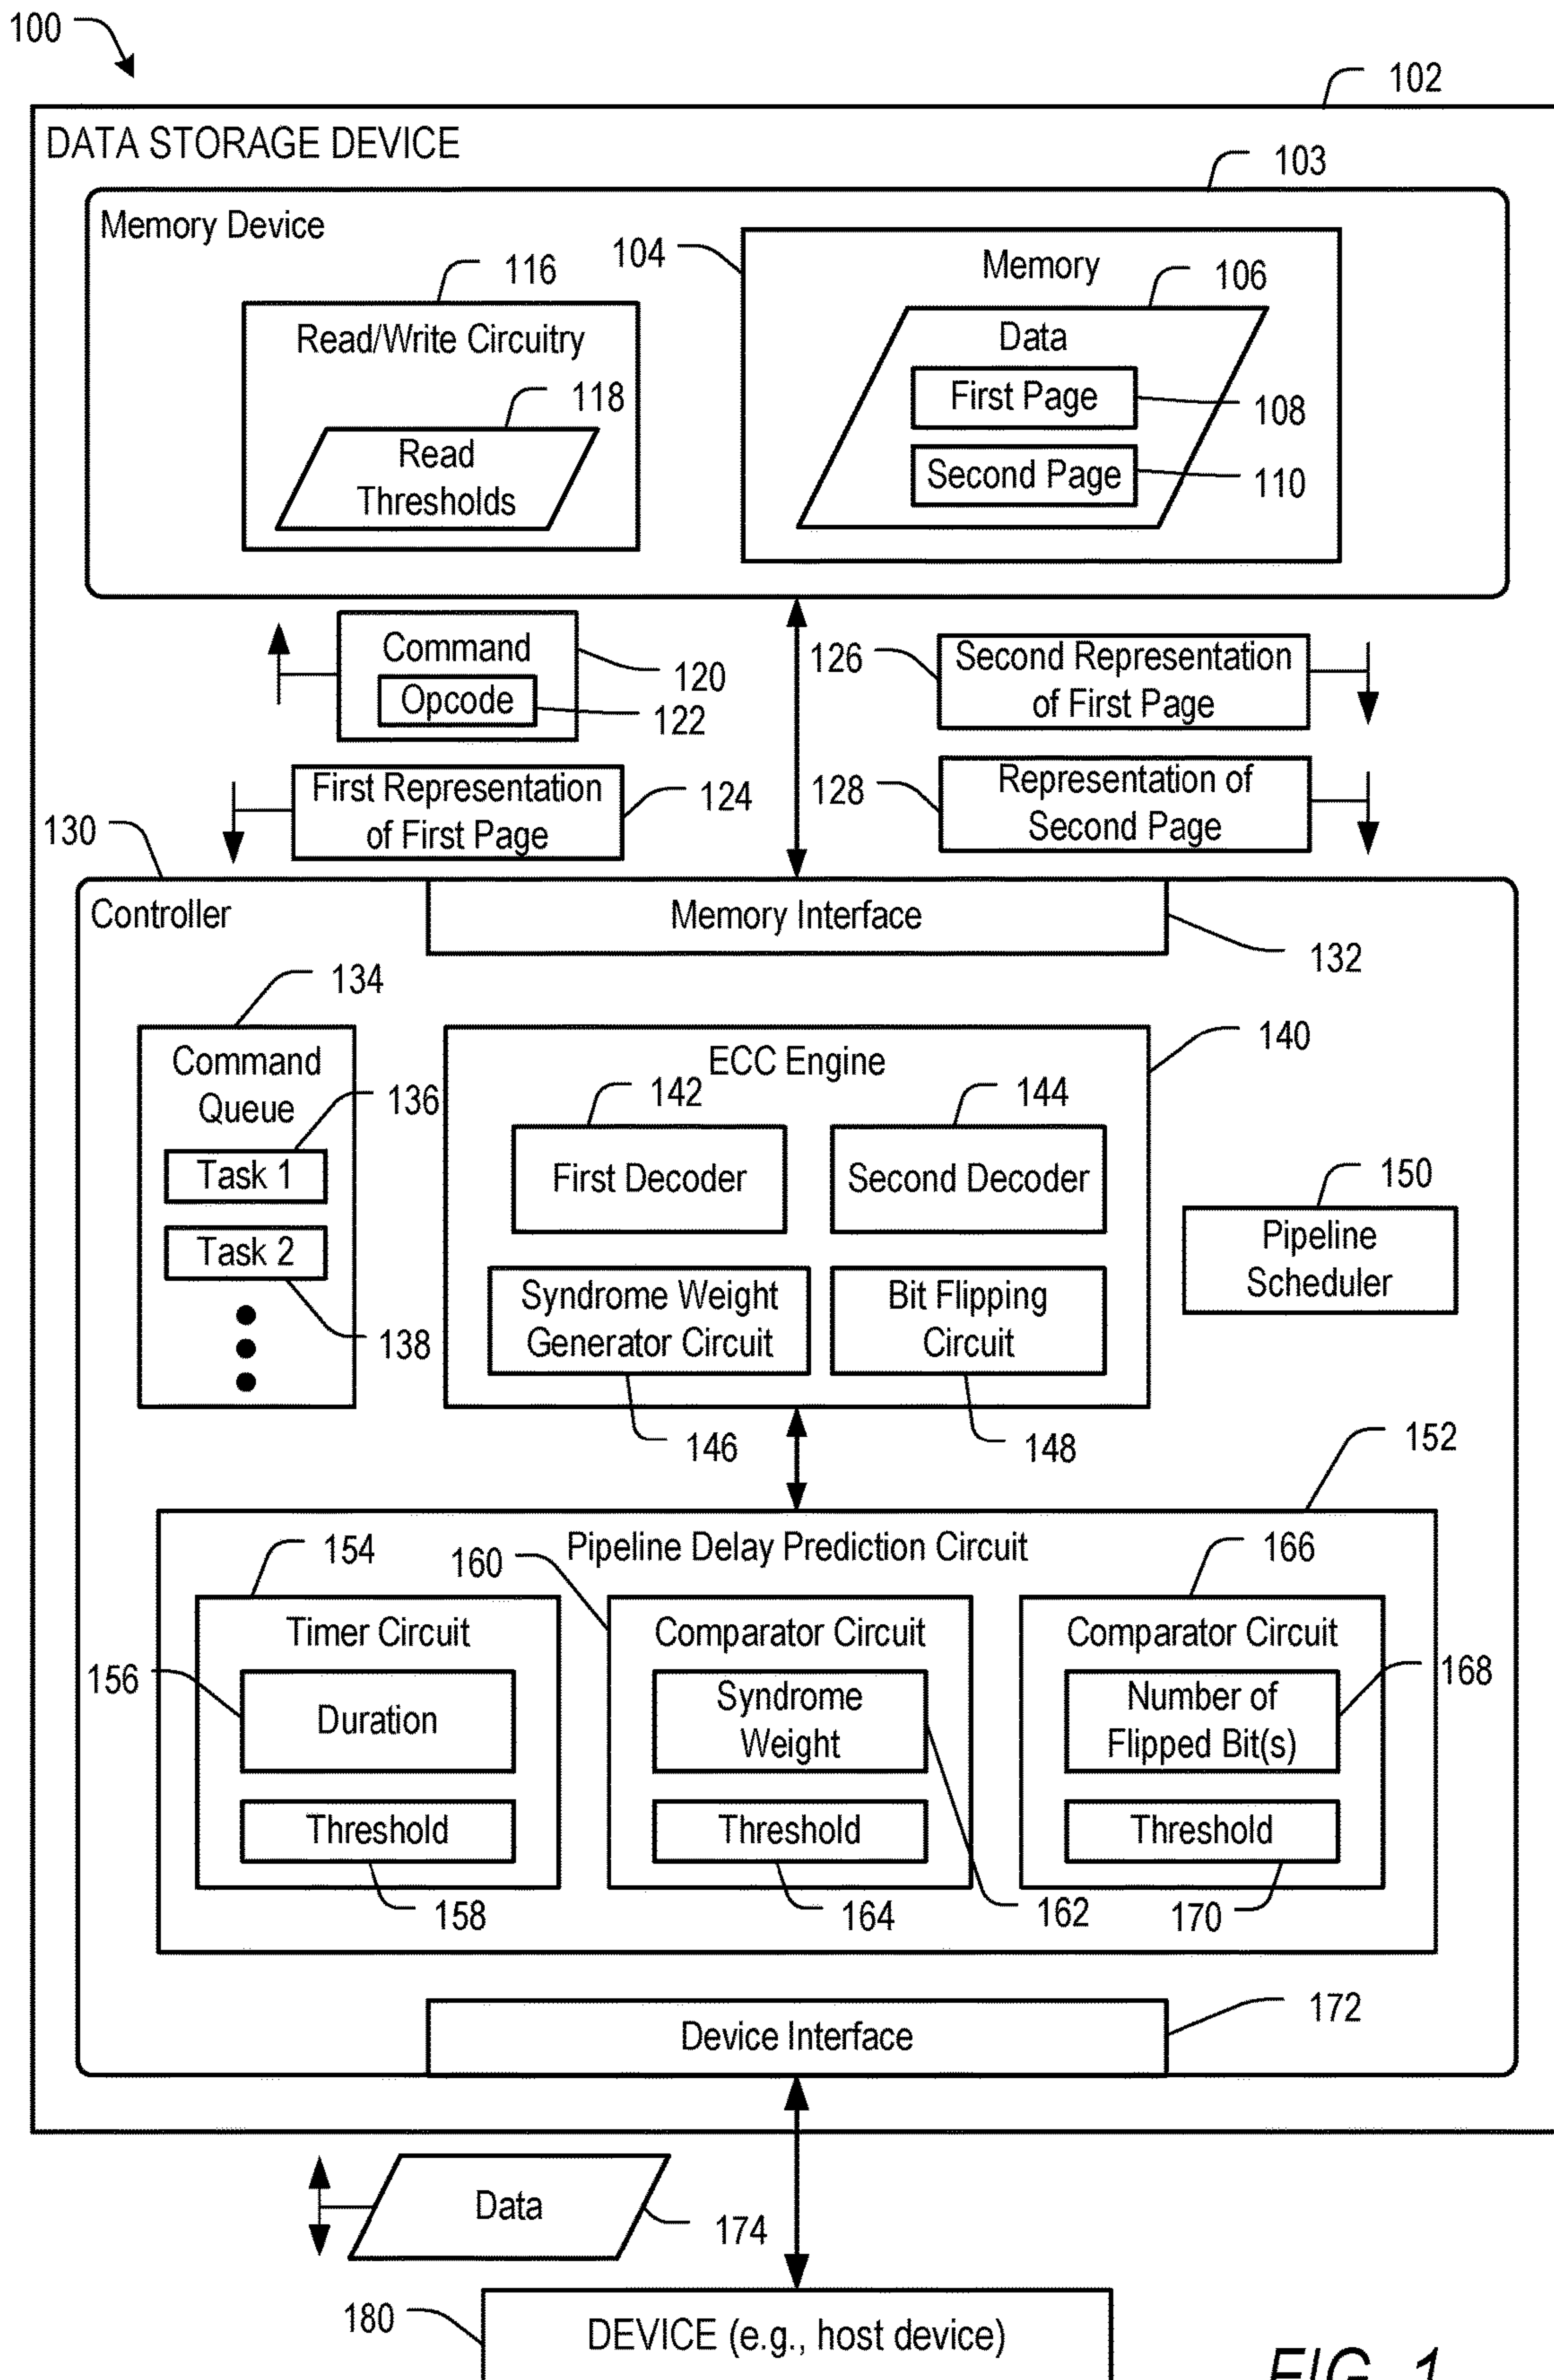 100
102
DATA STORAGE DEVICE
103
Memory Device
104
Memory
116
106
Read/Write Circuitry
Data
118
First Page
108
Read
Thresholds
Second Page
110
Command
120
Opcode
122
126
Second Representation
of First Page
First Representation
of First Page
124
128
Representation of
Second Page
130
Controller
Memory Interface
132
134
Command
Queue
136
Task 1
Task 2
138
140
ECC Engine
142
144
First Decoder
Second Decoder
150
Pipeline
Scheduler
Syndrome Weight
Generator Circuit
Bit Flipping
Circuit
146
148
152
Pipeline Delay Prediction Circuit
154
160
166
Timer Circuit
Comparator Circuit
Comparator Circuit
156
Duration
Syndrome
Weight
Number of
Flipped Bit(s)
168
Threshold
Threshold
Threshold
158
164
162
170
Device Interface
172
Data
174
180
DEVICE (e.g., host device)
FIG. 1